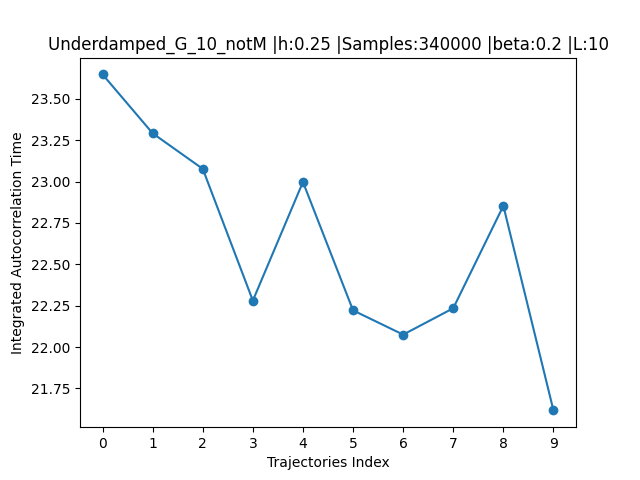 Underdamped_G_10_notM |h:0.25 |Samples:340000 |beta:0.2 |L:10
Integrated Autocorrelation Time
23.50
23.25
23.00
22.75
22.50
22.25
22.00
21.75
0 1 2 3 4 5 6 7 8 9
Trajectories Index